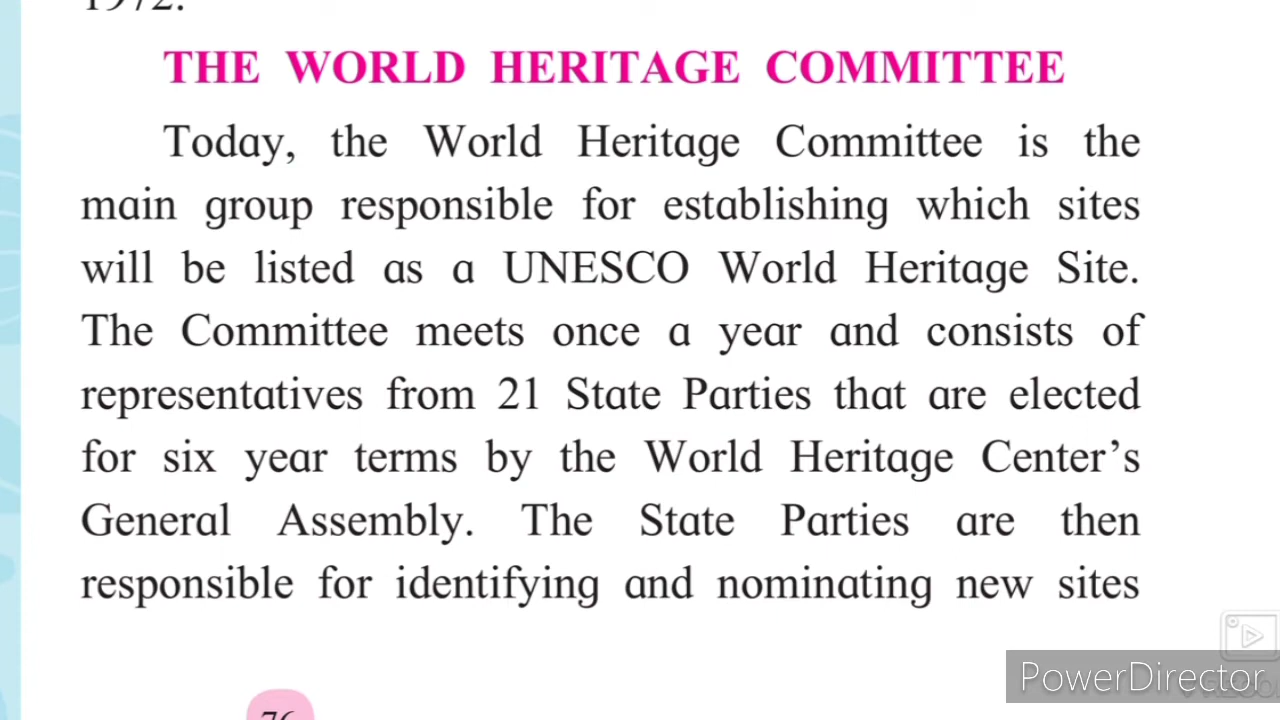 1972.
THE WORLD HERITAGE COMMITTEE
Today, the World Heritage Committee is the
main group responsible for establishing which sites
will be listed as a UNESCO World Heritage Site.
The Committee meets once a year and consists of
representatives from 21 State Parties that are elected
for six year terms by the World Heritage Center's
General Assembly. The State Parties are then
responsible for identifying and nominating new sites
76
PowerDirector